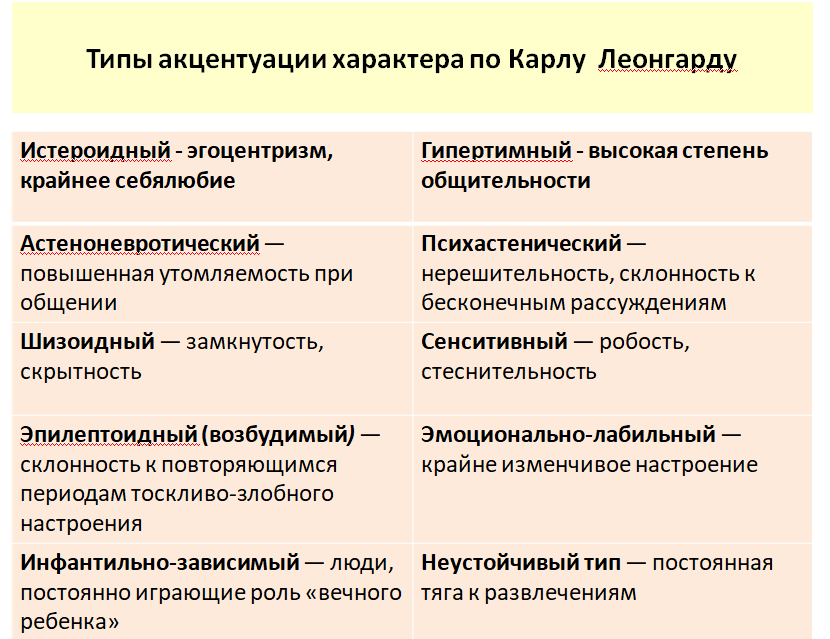 Типы акцентуации характера по Карлу Леонгарду
Истероидный - эгоцентризм,
крайнее себялюбие
Гипертимный - высокая степень
общительности
Астеноневротический —
повышенная утомляемость при
общении
Психастенический —
нерешительность, склонность к
бесконечным рассуждениям
Шизоидный — замкнутость,
скрытность
Сенситивный — робость,
стеснительность
Эпилептоидный (возбудимый) —
склонность к повторяющимся
периодам тоскливо-злобного
настроения
Эмоционально-лабильный —
крайне изменчивое настроение
Инфантильно-зависимый — люди,
постоянно играющие роль «вечного
ребенка»
Неустойчивый тип — постоянная
тяга к развлечениям